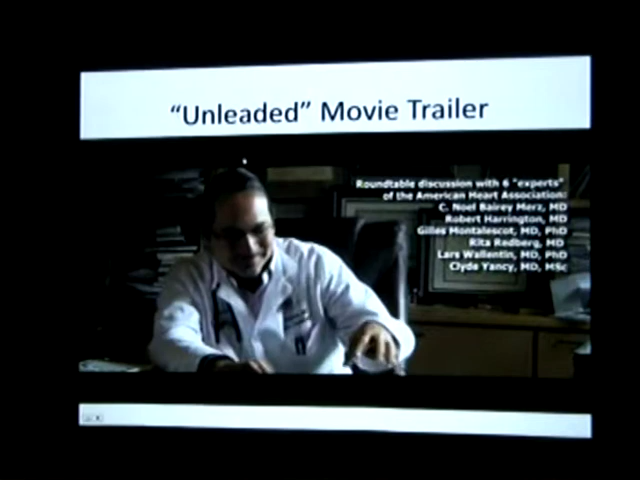 “Unleaded” Movie Trailer
Roundtable discussion with 6 "experts"
of the American Heart Association:
C. Noel Bairey Merz, MD
Robert Harrington, MD
Gilles Montalescot, MD, PhD
Rita Redberg, MD
Lars Wallentin, MD, PhD
Clyde Yancy, MD, MSc